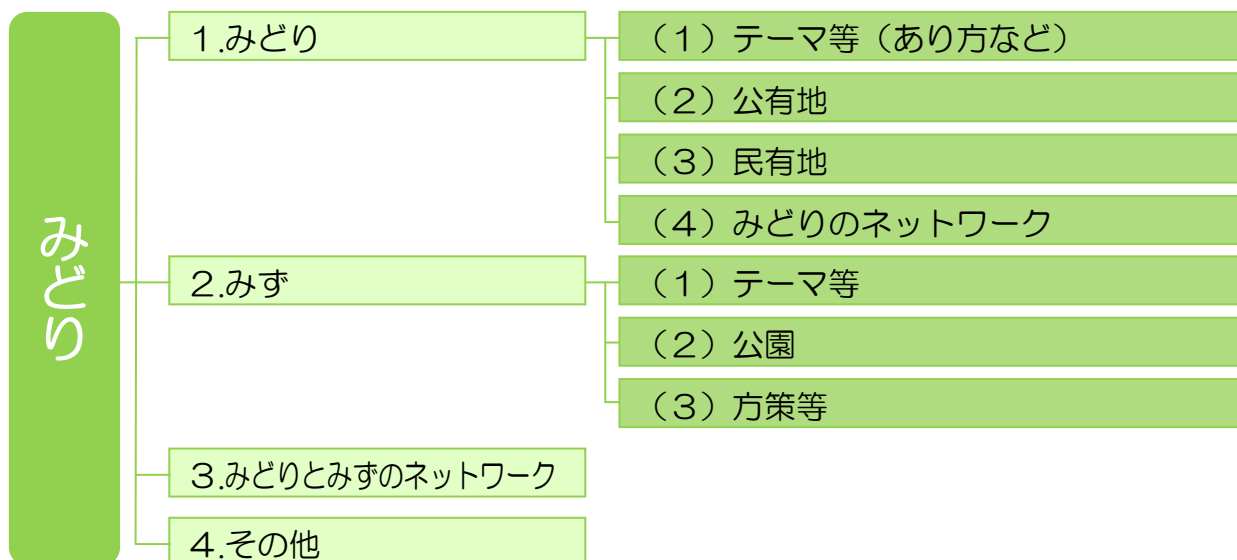 みどり
１.みどり
（１）テーマ等（あり方など）
（２）公有地
（３）民有地
（４）みどりのネットワーク
２.みず
（１）テーマ等
（２）公園
（３）方策等
３.みどりとみずのネットワーク
４.その他